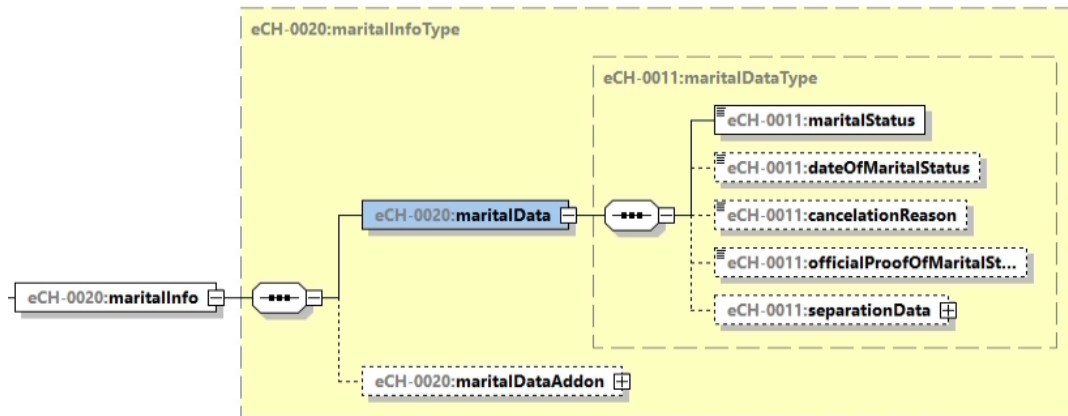 eCH-0020:maritalInfoType
eCH-0011:maritalDataType
eCH-0011:maritalStatus
eCH-0011:dateOfMaritalStatus
eCH-0020:maritalData
eCH-0011:cancelationReason
eCH-0011:officialProofOfMaritalSt...
eCH-0020:maritalInfo
eCH-0011:separationData
eCH-0020:maritalDataAddon